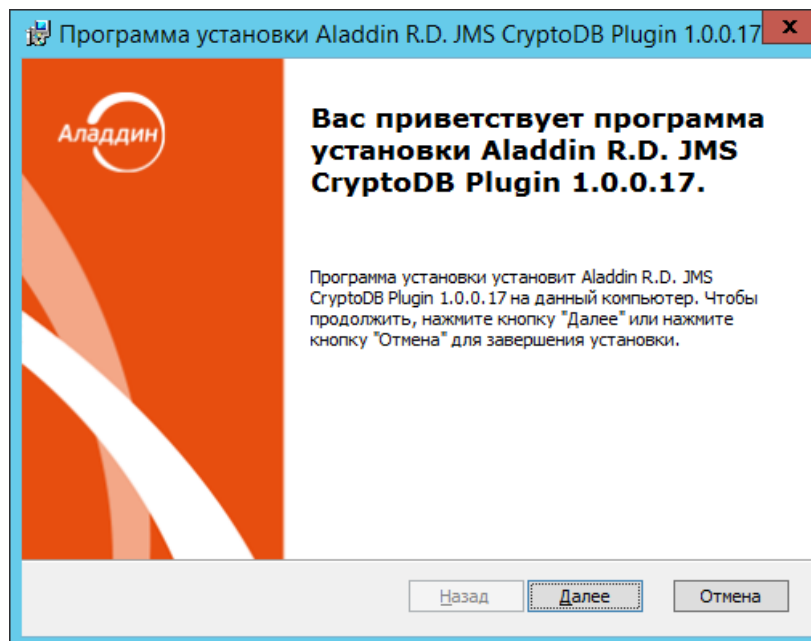 Программа установки Aladdin R.D. JMS CryptoDB Plugin 1.0.0.17
x
Аладдин
Вас приветствует программа
установки Aladdin R.D. JMS
CryptoDB Plugin 1.0.0.17.
Программа установки установит Aladdin R.D. JMS
CryptoDB Plugin 1.0.0.17 на данный компьютер. Чтобы
продолжить, нажмите кнопку "Далее" или нажмите
кнопку "Отмена" для завершения установки.
Назад Далее Отмена